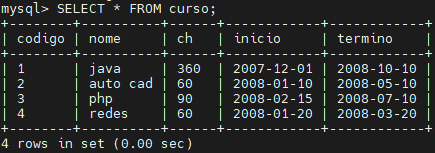 mysql> SELECT * FROM curso;
+--------+----------+------+------------+------------+
| codigo | nome     | ch   | inicio     | termino    |
+--------+----------+------+------------+------------+
| 1      | java     | 360  | 2007-12-01 | 2008-10-10 |
| 2      | auto cad | 60   | 2008-01-10 | 2008-05-10 |
| 3      | php      | 90   | 2008-02-15 | 2008-07-10 |
| 4      | redes    | 60   | 2008-01-20 | 2008-03-20 |
+--------+----------+------+------------+------------+
4 rows in set (0.00 sec)